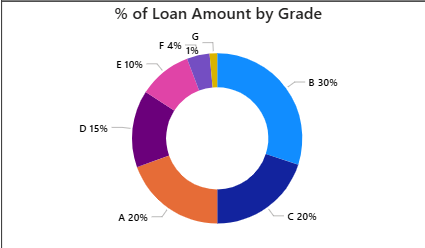 % of Loan Amount by Grade
G
1%
F 4%
E 10%
B 30%
D 15%
A 20%
C 20%